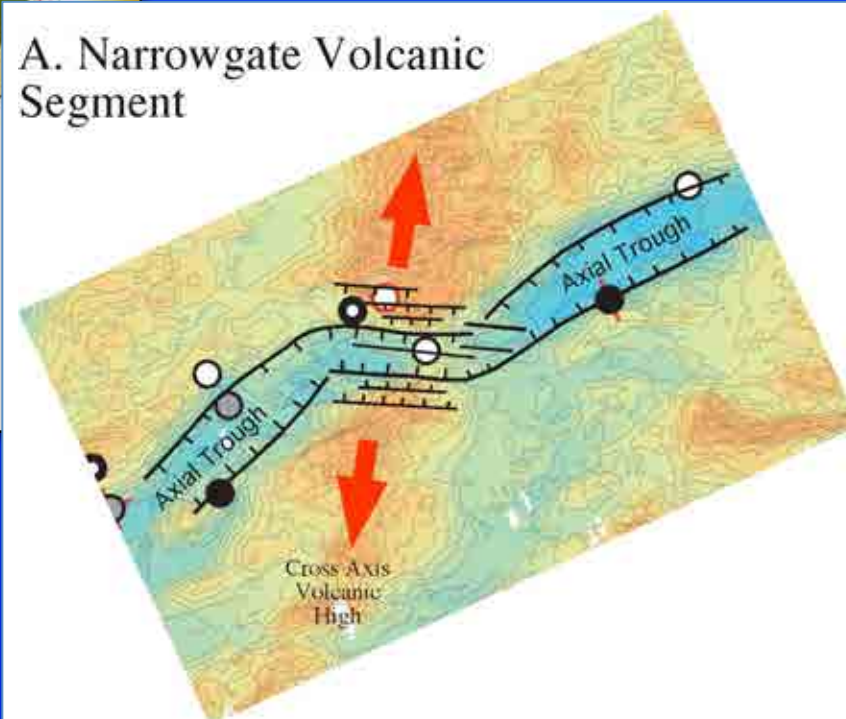 A. Narrowgate Volcanic
Segment
Axial Trough
Axial Trough
Cross Axis
Volcanic
High